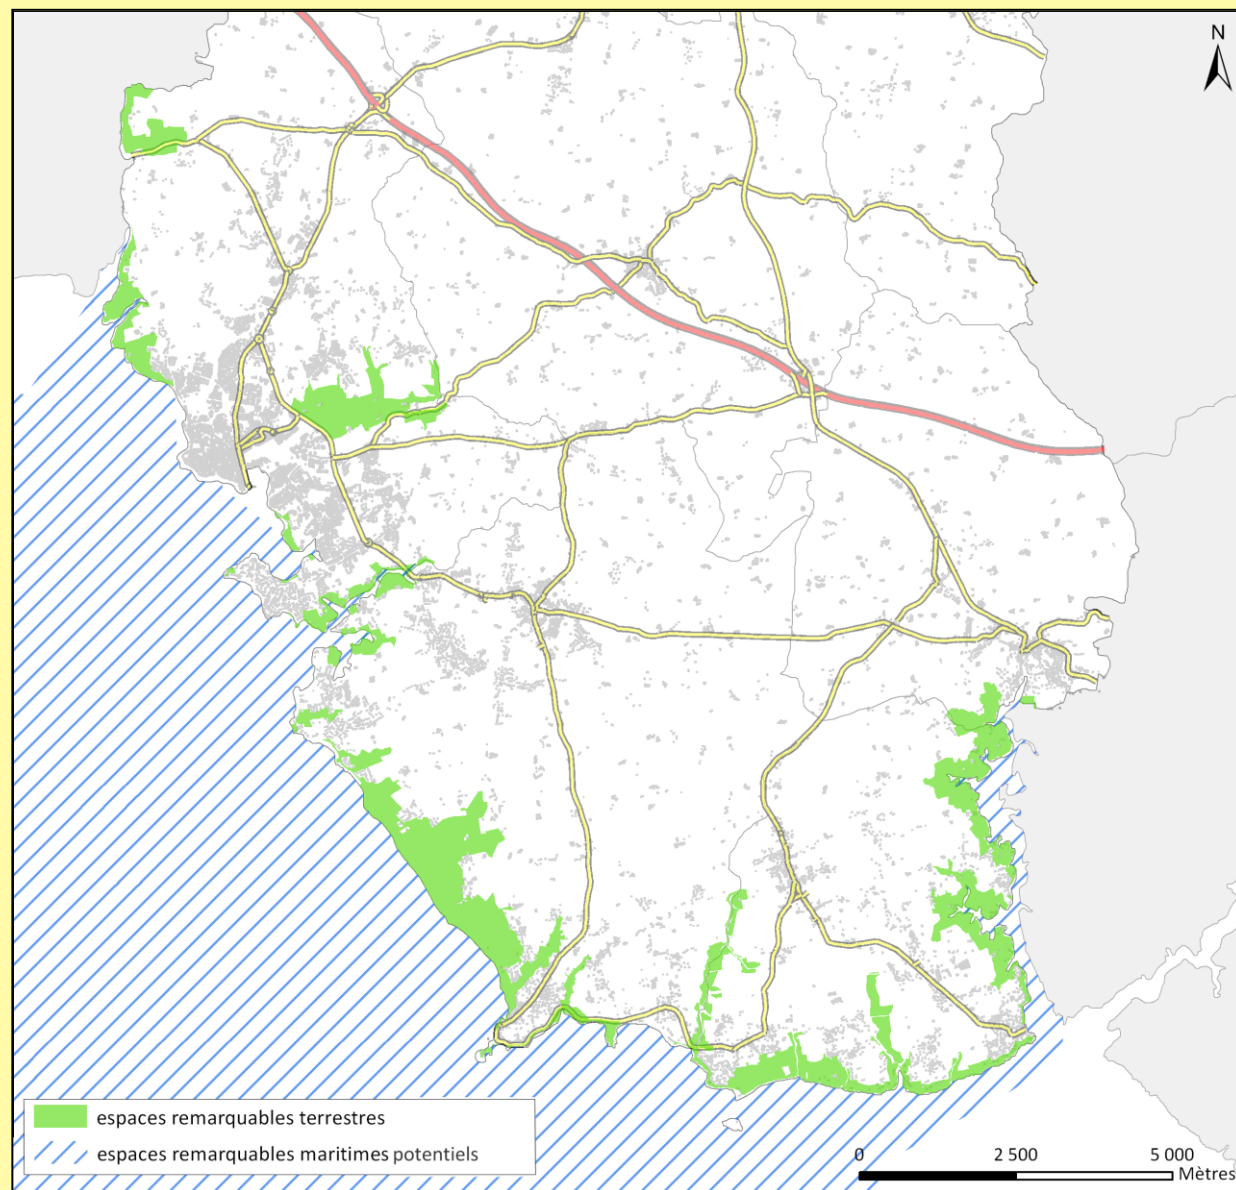 N
espaces remarquables terrestres
espaces remarquables maritimes potentiels
0 2 500 5 000
Mètres